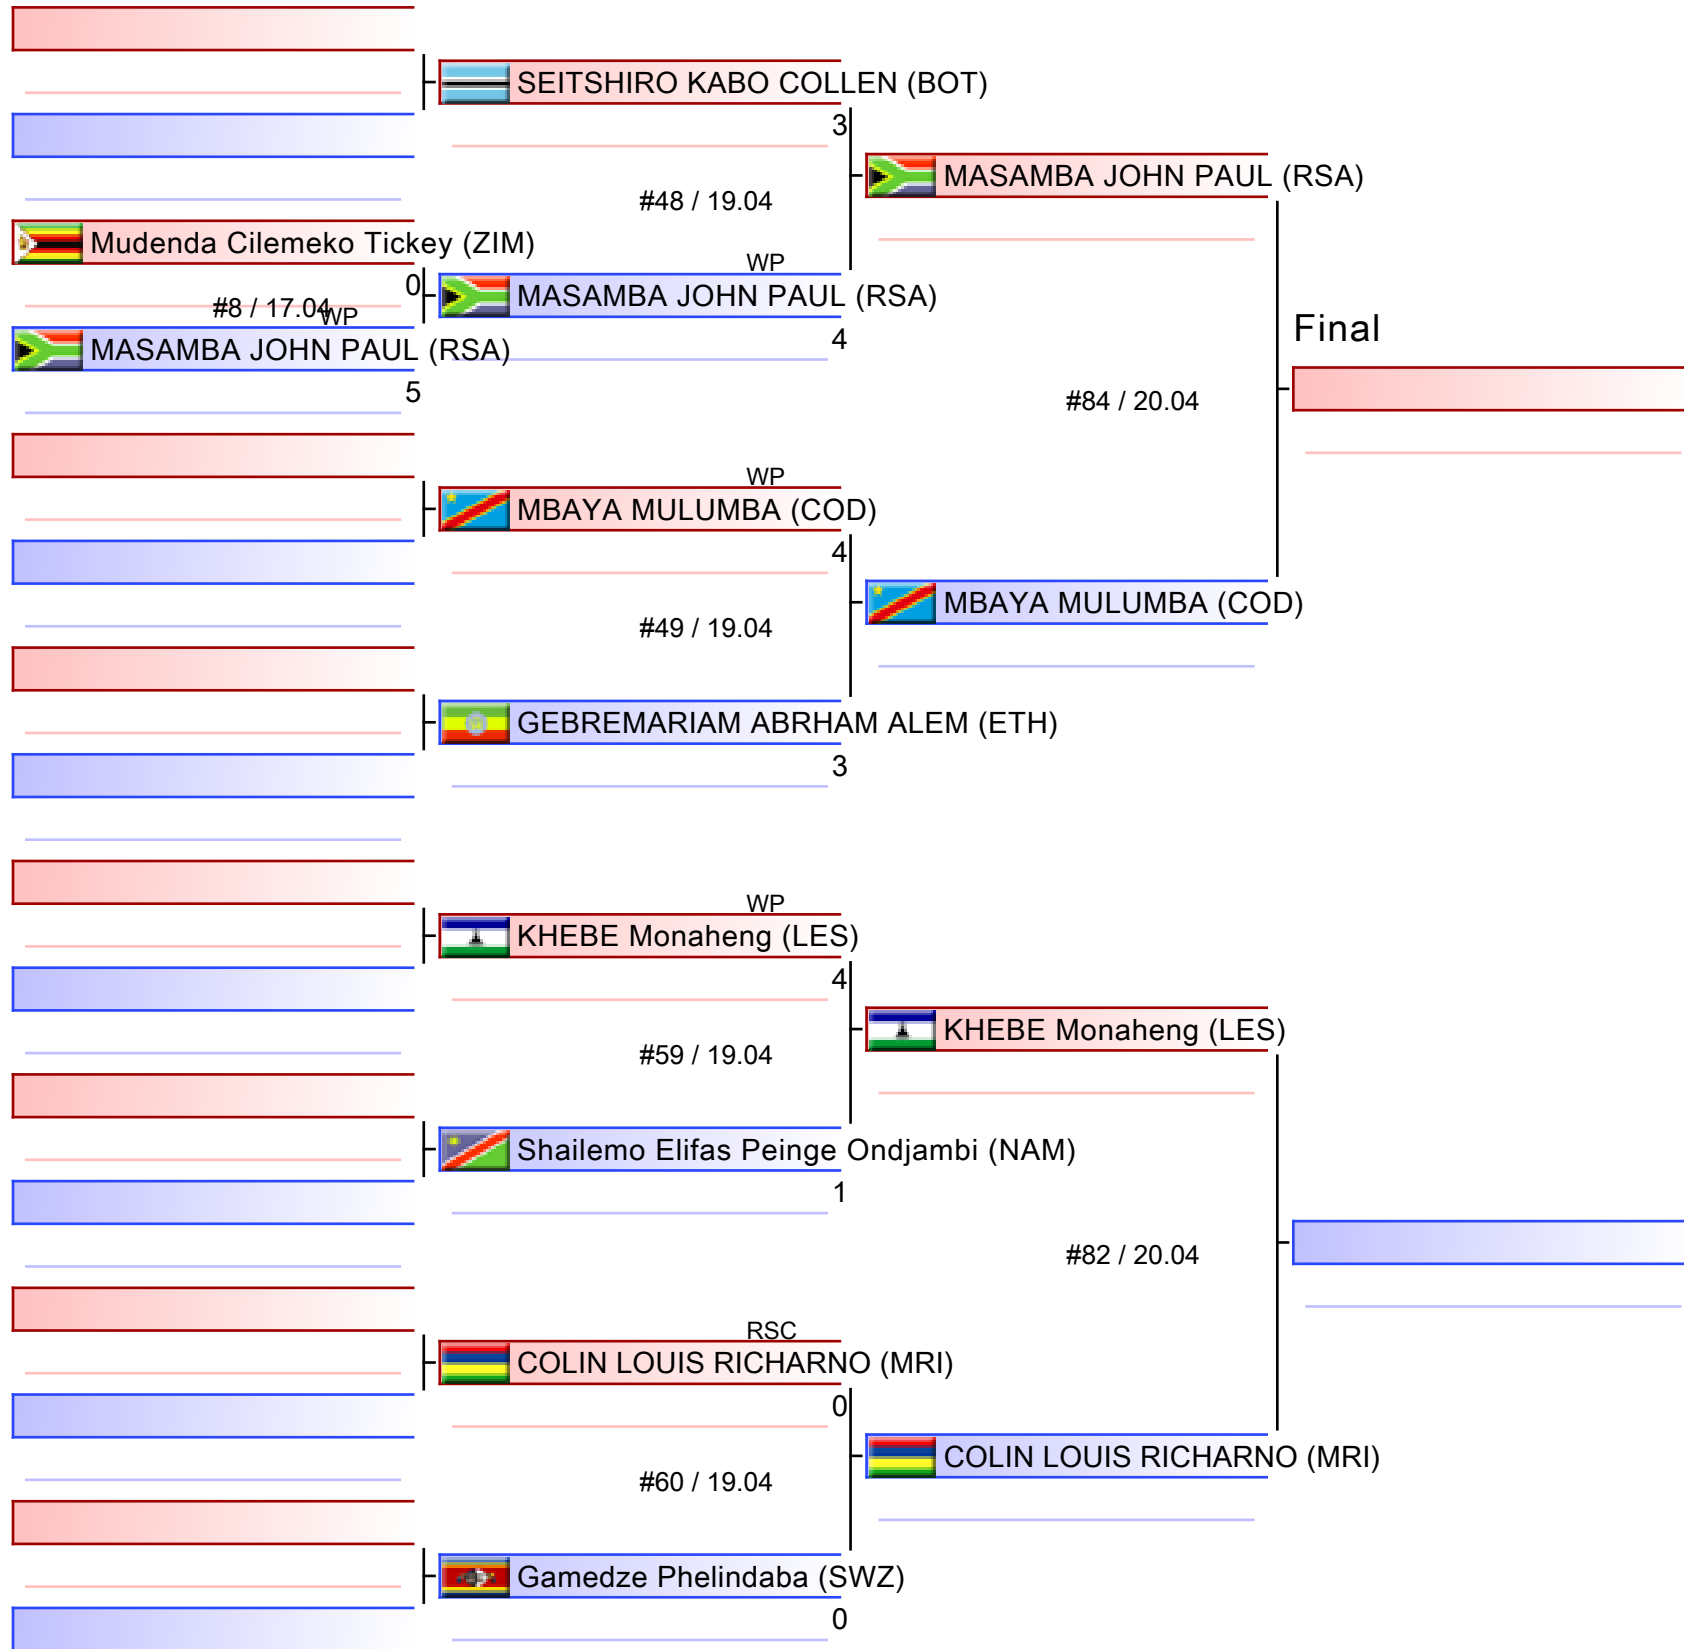 SEITSHIRO KABO COLLEN (BOT)
3
MASAMBA JOHN PAUL (RSA)
#48 / 19.04
Mudenda Cilemeko Tickey (ZIM)
0
WP
MASAMBA JOHN PAUL (RSA)
4
#8 / 17.04
WP
MASAMBA JOHN PAUL (RSA)
5
Final
#84 / 20.04
WP
MBAYA MULUMBA (COD)
4
MBAYA MULUMBA (COD)
#49 / 19.04
GEBREMARIAM ABRHAM ALEM (ETH)
3
WP
KHEBE Monaheng (LES)
4
KHEBE Monaheng (LES)
#59 / 19.04
Shailemo Elifas Peinge Ondjambi (NAM)
1
#82 / 20.04
RSC
COLIN LOUIS RICHARNO (MRI)
0
COLIN LOUIS RICHARNO (MRI)
#60 / 19.04
Gamedze Phelindaba (SWZ)
0